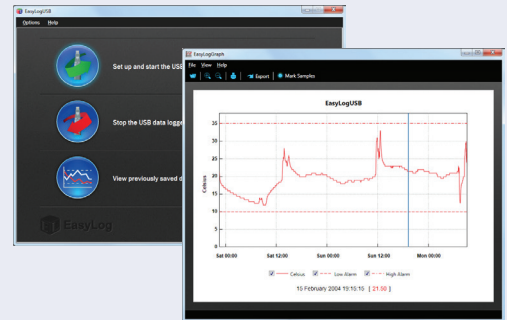 EasyLogUSB
Options Help
Set up and start the USB
Stop the USB data logge
View previously saved d
EasyLog
EasyLogGraph
File View Help
Export Mark Samples
EasyLogUSB
Celsius
35
30
25
20
15
10
5
0
Sat 00:00 Sat 12:00 Sun 00:00 Sun 12:00 Mon 00:00
Celsius Low Alarm High Alarm
15 February 2004 19:15:15 [ 21.50 ]